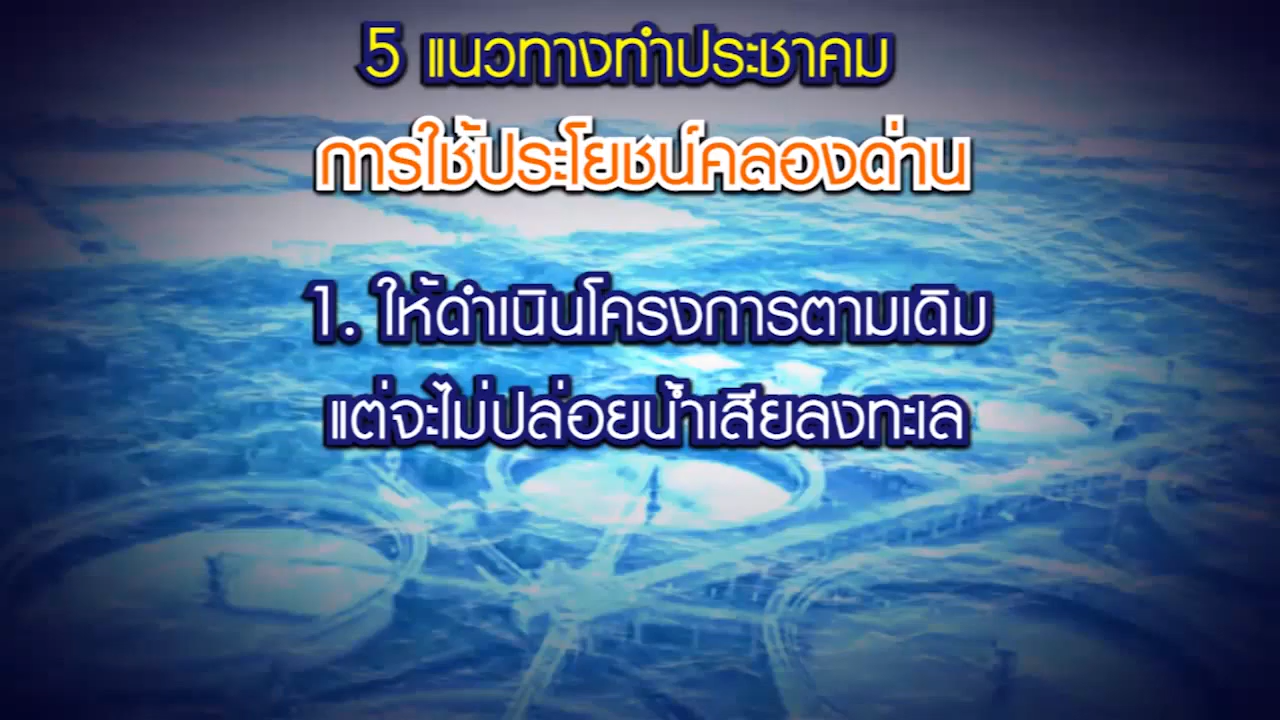 5 แนวทางทำประชาคม
การใช้ประโยชน์คลองด่าน
1. ให้ดำเนินโครงการตามเดิม
แต่จะไม่ปล่อยน้ำเสียลงทะเล